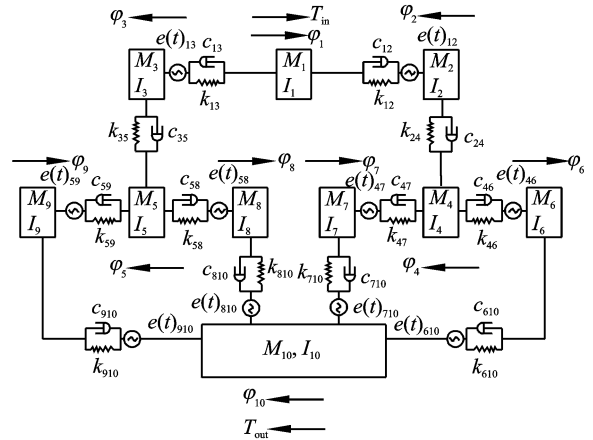 φ₃ T_in φ₂
φ₁
e(t)₁₃ c₁₃ c₁₂ e(t)₁₂
M₃ M₁ M₂
I₃ I₁ I₂
k₁₃ k₁₂
k₃₅ c₃₅ k₂₄ c₂₄
φ₉ φ₈ φ₇ φ₆
e(t)₅₉ c₅₉ c₅₈ e(t)₅₈ e(t)₄₇ c₄₇ c₄₆ e(t)₄₆
M₉ M₅ M₈ M₇ M₄ M₆
I₉ I₅ I₈ I₇ I₄ I₆
k₅₉ k₅₈ k₄₇ k₄₆
φ₅ c₈₁₀ k₈₁₀ k₇₁₀ c₇₁₀ φ₄
c₉₁₀ e(t)₉₁₀ e(t)₈₁₀ e(t)₇₁₀ e(t)₆₁₀ c₆₁₀
M₁₀, I₁₀
k₉₁₀ k₆₁₀
φ₁₀
T_out